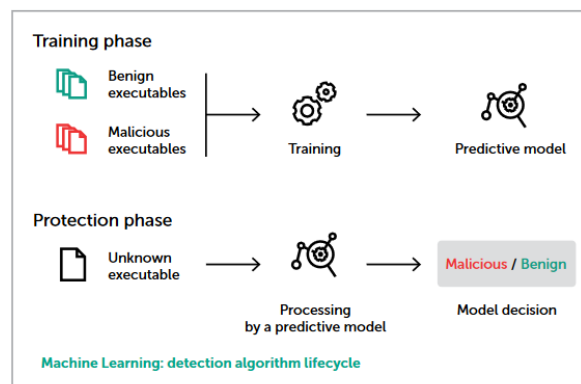 Training phase
Benign
executables
Malicious
executables
Training
Predictive model
Protection phase
Unknown
executable
Processing
by a predictive model
Malicious / Benign
Model decision
Machine Learning: detection algorithm lifecycle